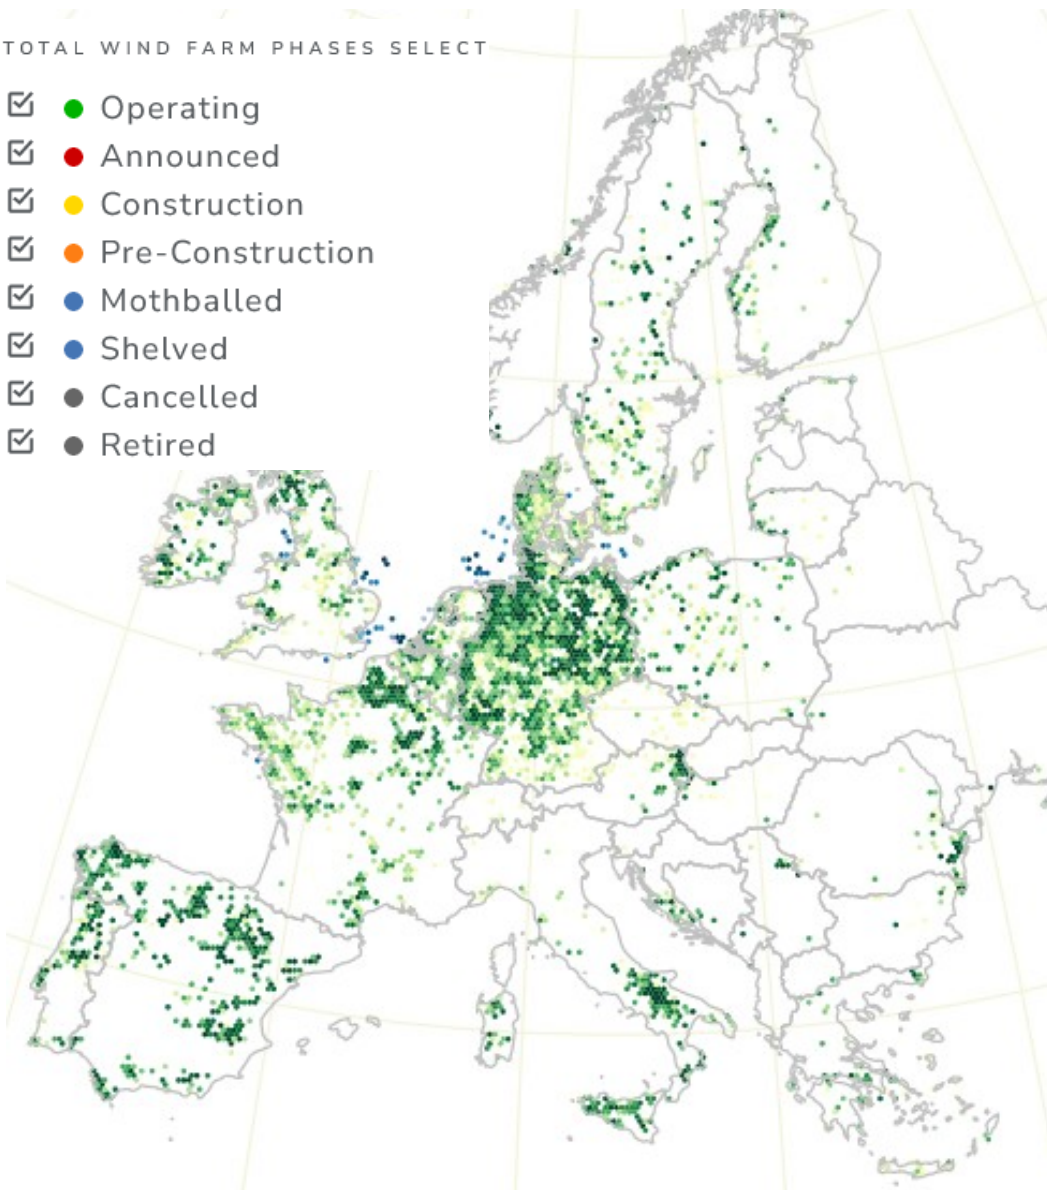 TOTAL WIND FARM PHASES SELECT
Operating
Announced
Construction
Pre-Construction
Mothballed
Shelved
Cancelled
Retired